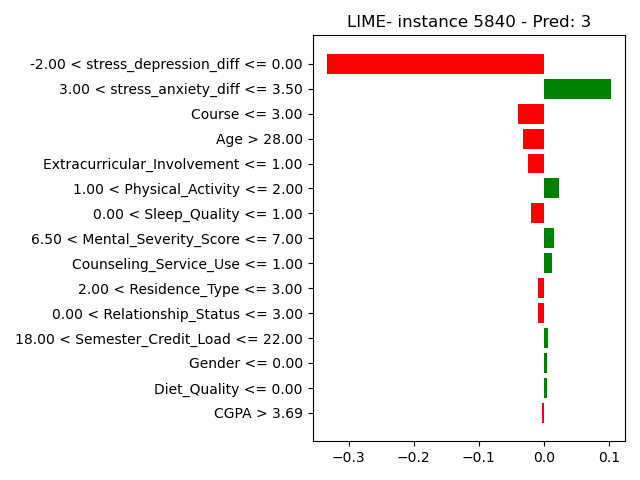 LIME- instance 5840 - Pred: 3
-2.00 < stress_depression_diff <= 0.00
3.00 < stress_anxiety_diff <= 3.50
Course <= 3.00
Age > 28.00
Extracurricular_Involvement <= 1.00
1.00 < Physical_Activity <= 2.00
0.00 < Sleep_Quality <= 1.00
6.50 < Mental_Severity_Score <= 7.00
Counseling_Service_Use <= 1.00
2.00 < Residence_Type <= 3.00
0.00 < Relationship_Status <= 3.00
18.00 < Semester_Credit_Load <= 22.00
Gender <= 0.00
Diet_Quality <= 0.00
CGPA > 3.69
−0.3 −0.2 −0.1 0.0 0.1